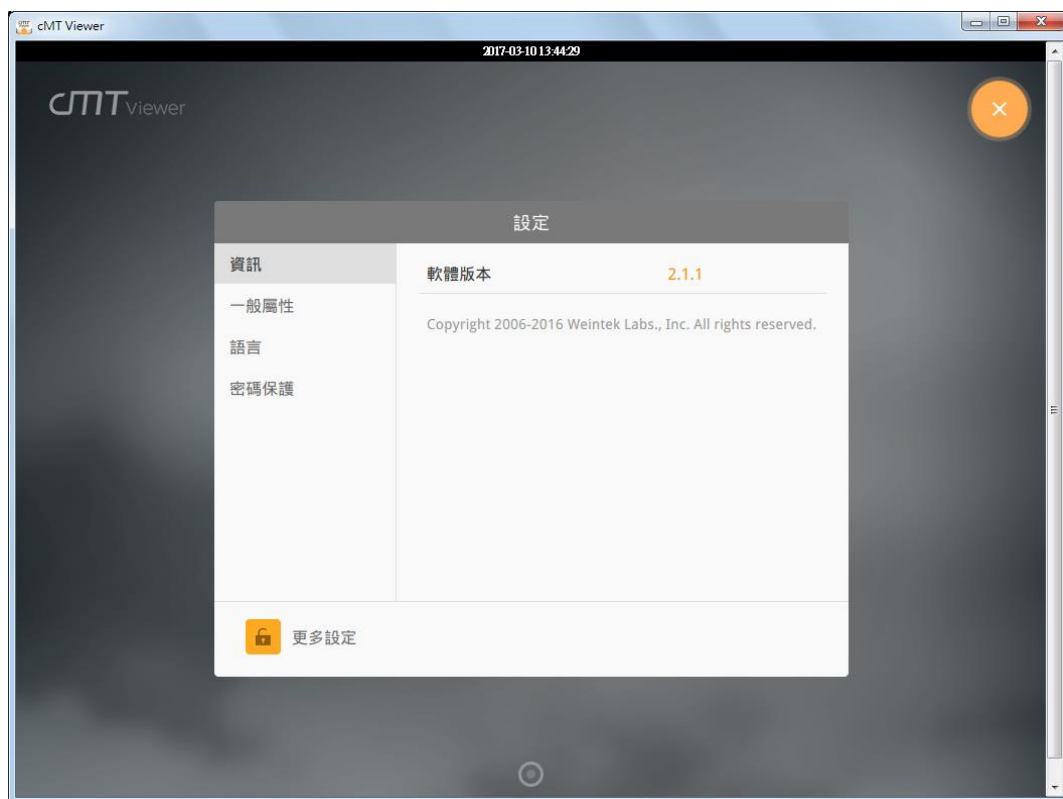 cMT Viewer
2017-03-10 13:44:29
cMT Viewer
設定
資訊
軟體版本 2.1.1
一般屬性
Copyright 2006-2016 Weintek Labs., Inc. All rights reserved.
語言
密碼保護
更多設定